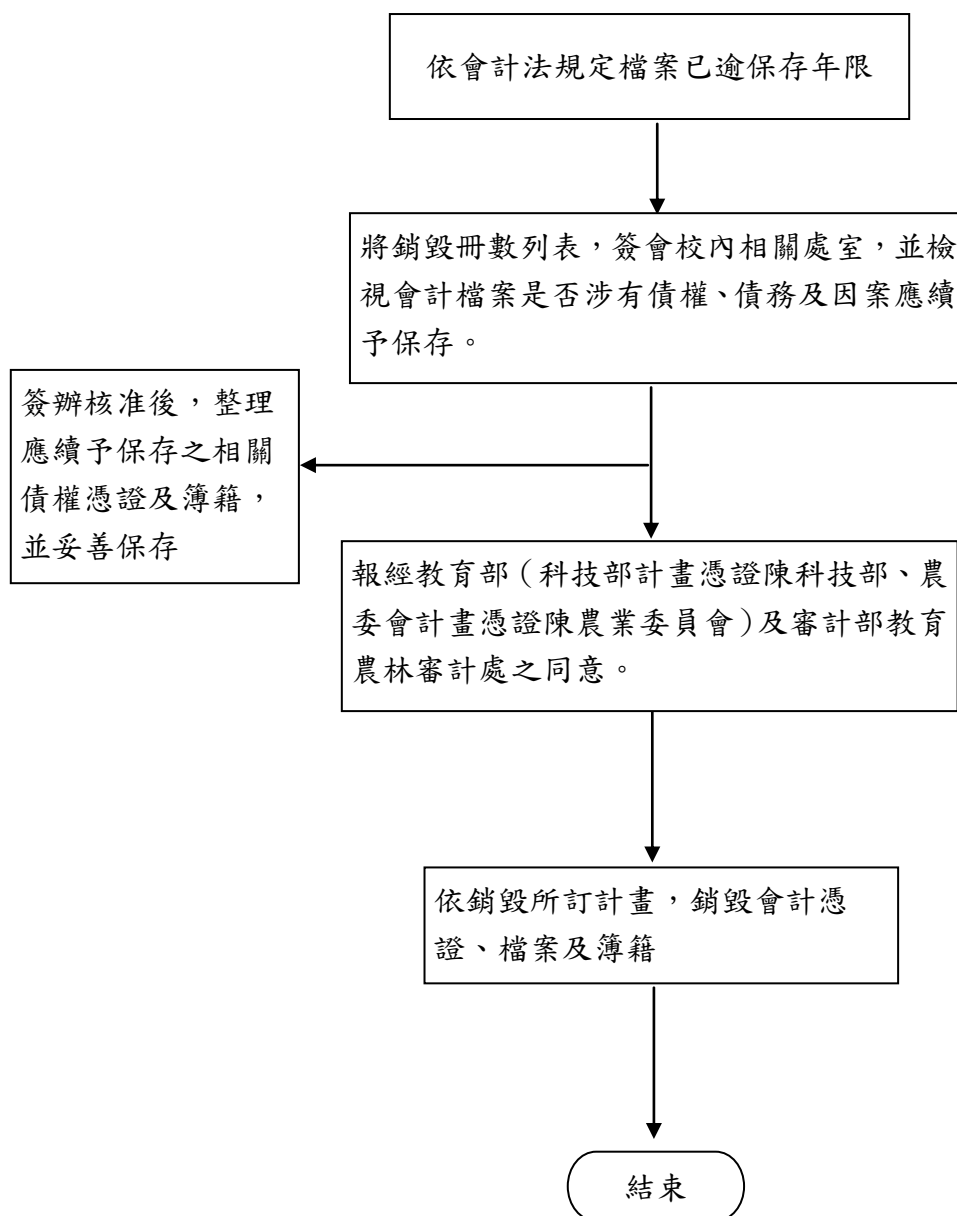 依會計法規定檔案已逾保存年限
將銷毀冊數列表，簽會校內相關處室，並檢
視會計檔案是否涉有債權、債務及因案應續
予保存。
簽辦核准後，整理
應續予保存之相關
債權憑證及簿籍，
並妥善保存
報經教育部（科技部計畫憑證陳科技部、農
委會計畫憑證陳農業委員會）及審計部教育
農林審計處之同意。
依銷毀所訂計畫，銷毀會計憑
證、檔案及簿籍
結束